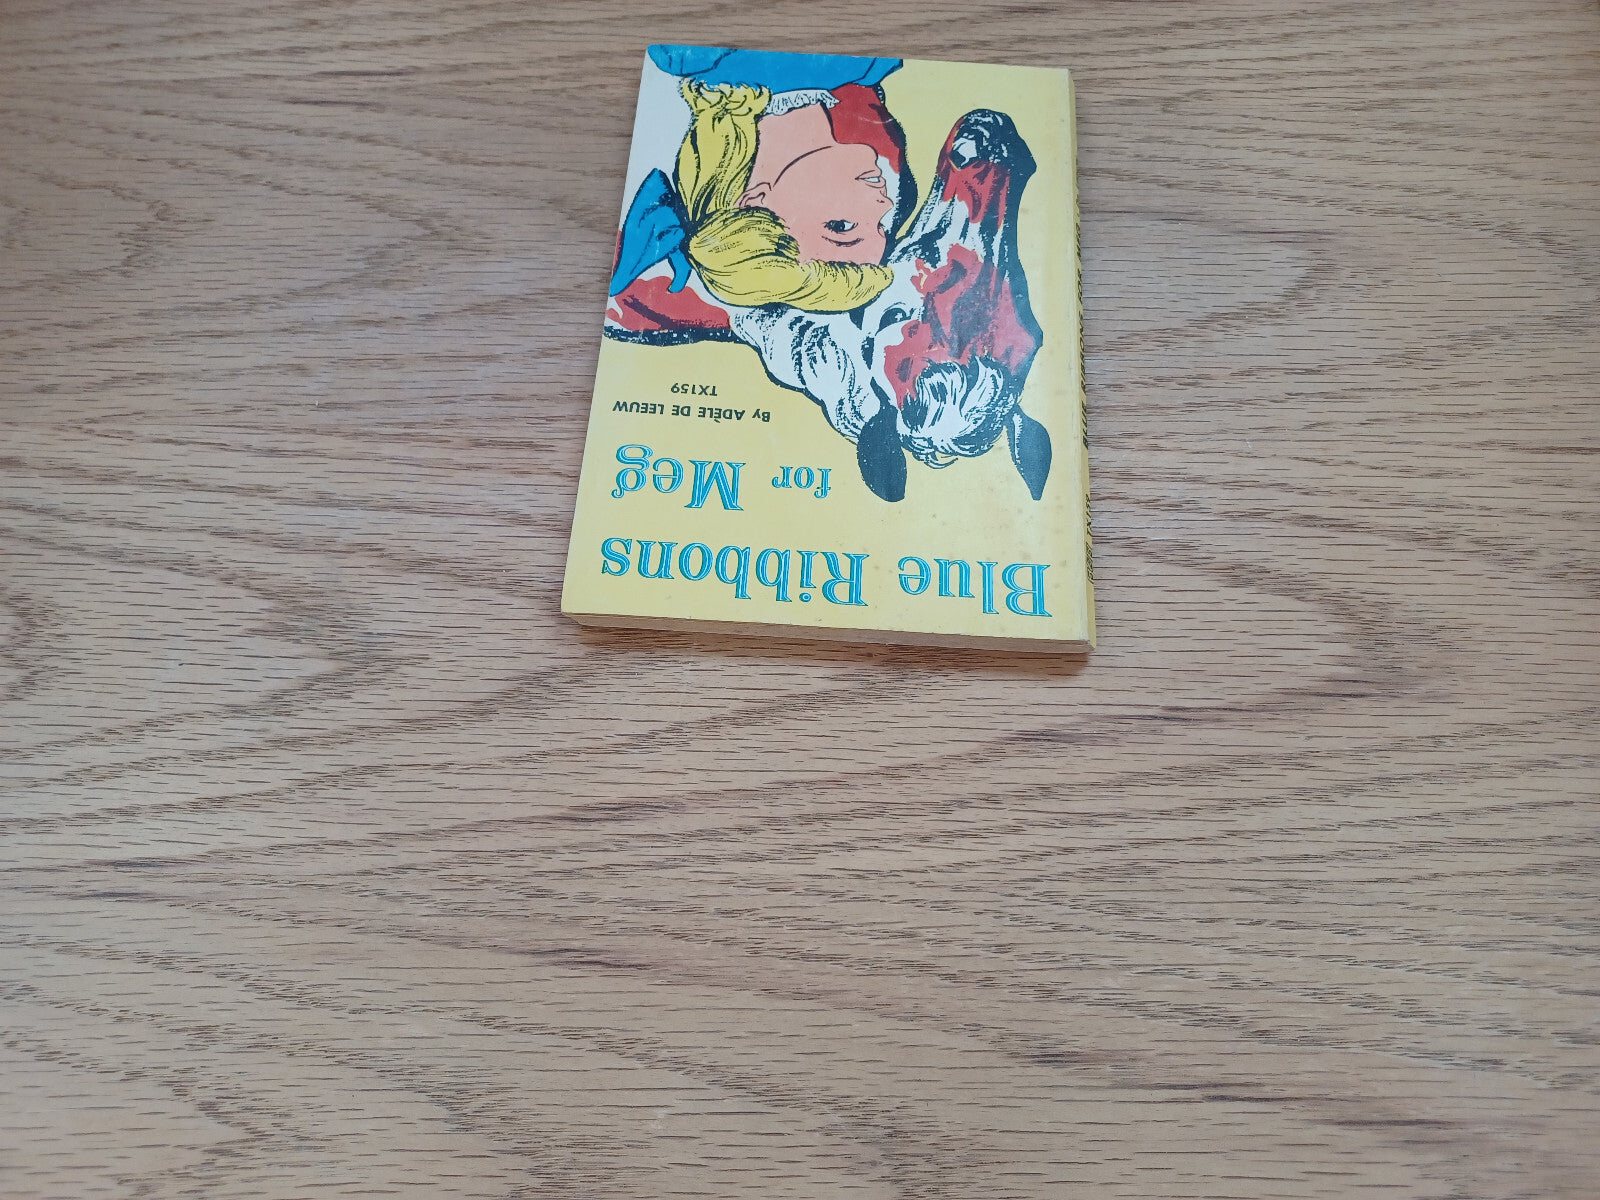 Blue Ribbons
for Meg
By ADÈLE DE LEEUW
TX159